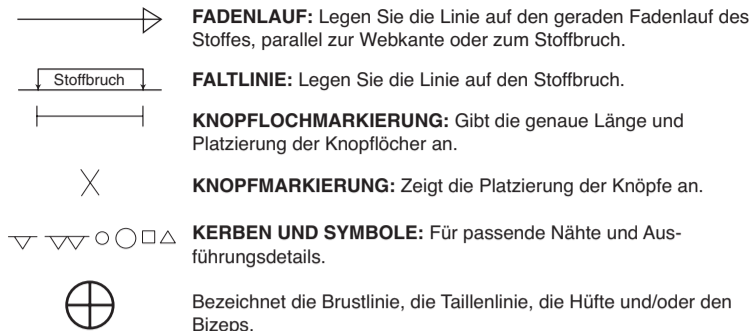 FADENLAUF: Legen Sie die Linie auf den geraden Fadenlauf des
Stoffes, parallel zur Webkante oder zum Stoffbruch.
Stoffbruch
FALTLINIE: Legen Sie die Linie auf den Stoffbruch.
KNOPFLOCHMARKIERUNG: Gibt die genaue Länge und
Platzierung der Knopflöcher an.
KNOPFMARKIERUNG: Zeigt die Platzierung der Knöpfe an.
KERBEN UND SYMBOLE: Für passende Nähte und Aus-
führungsdetails.
Bezeichnet die Brustlinie, die Taillenlinie, die Hüfte und/oder den
Bizeps.